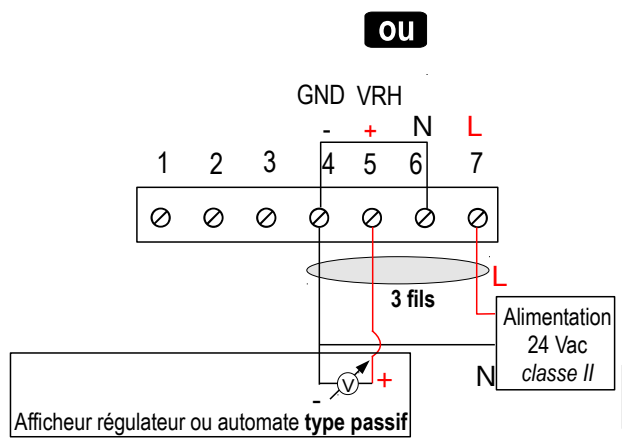 ou
GND VRH
- + N L
1 2 3 4 5 6 7
L
3 fils
Alimentation
24 Vac
classe II
N
- V +
Afficheur régulateur ou automate type passif